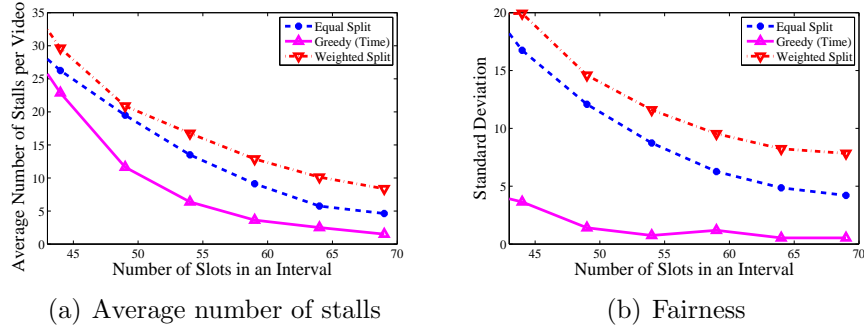 35
30
25
20
15
10
5
0
45 50 55 60 65 70
Average Number of Stalls per Video
Number of Slots in an Interval
Equal Split
Greedy (Time)
Weighted Split
(a) Average number of stalls
20
15
10
5
0
45 50 55 60 65 70
Standard Deviation
Number of Slots in an Interval
Equal Split
Greedy (Time)
Weighted Split
(b) Fairness